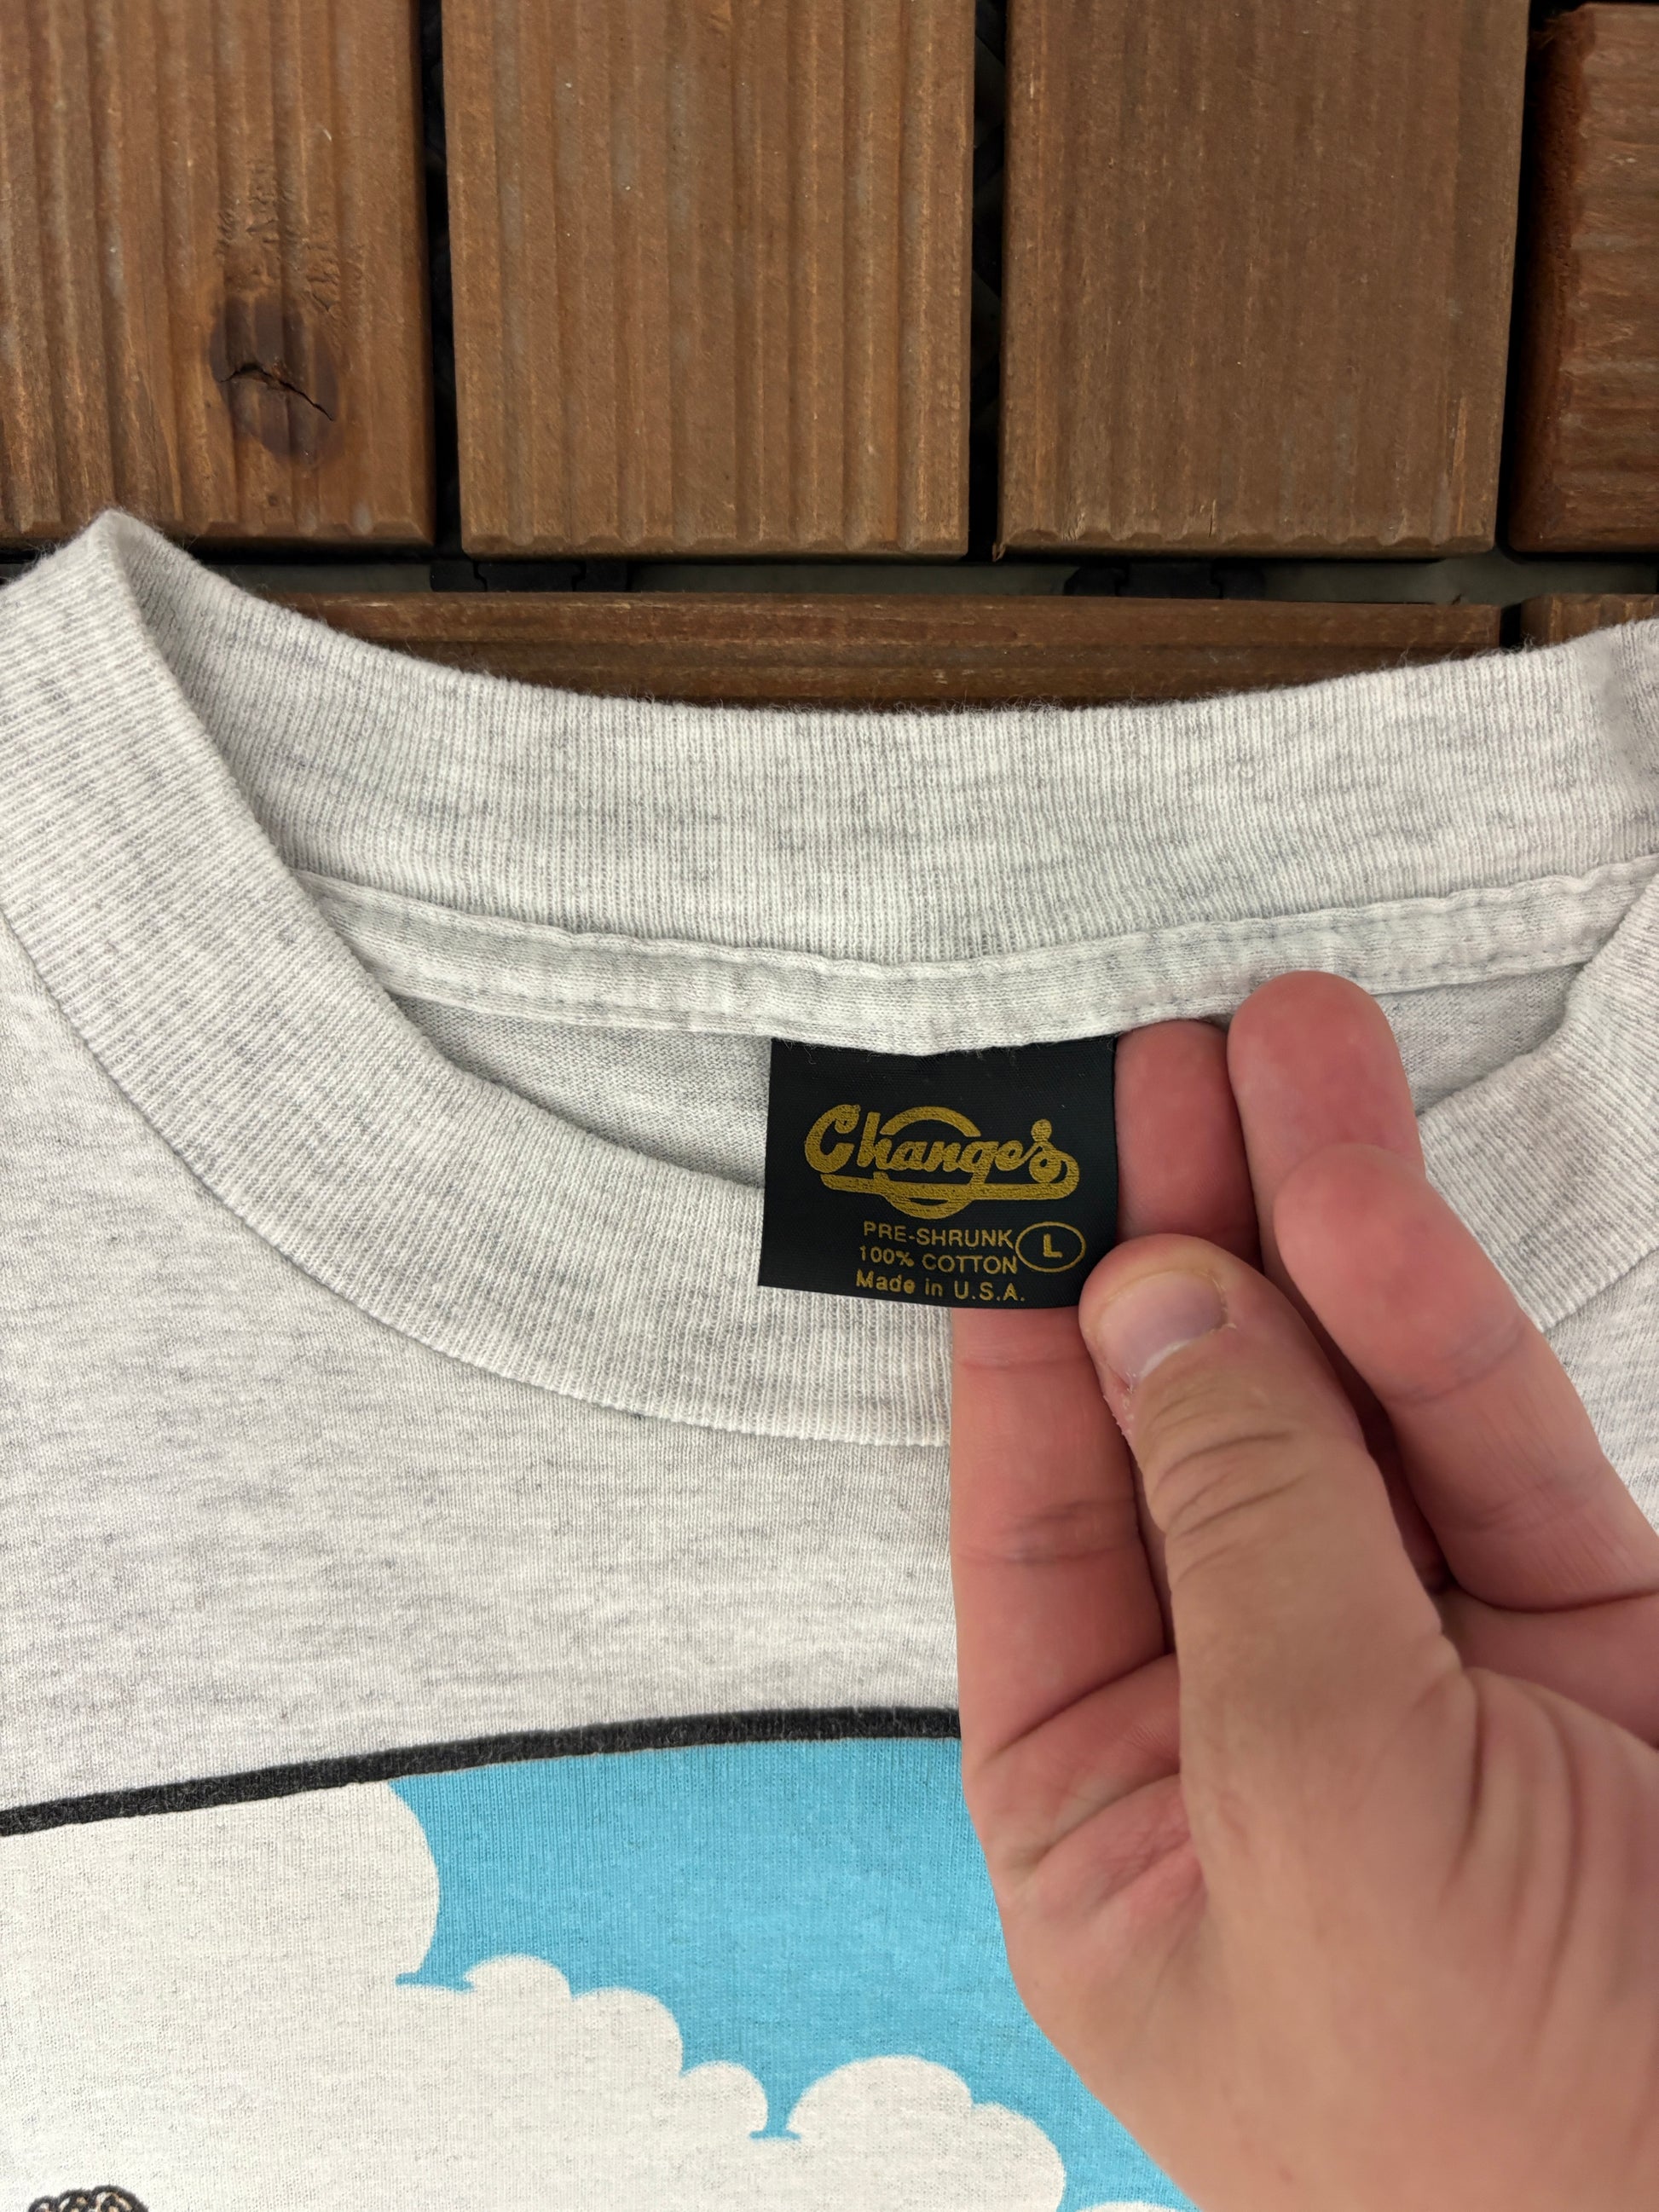 Changes
PRE-SHRUNK
100% COTTON
L
Made in U.S.A.